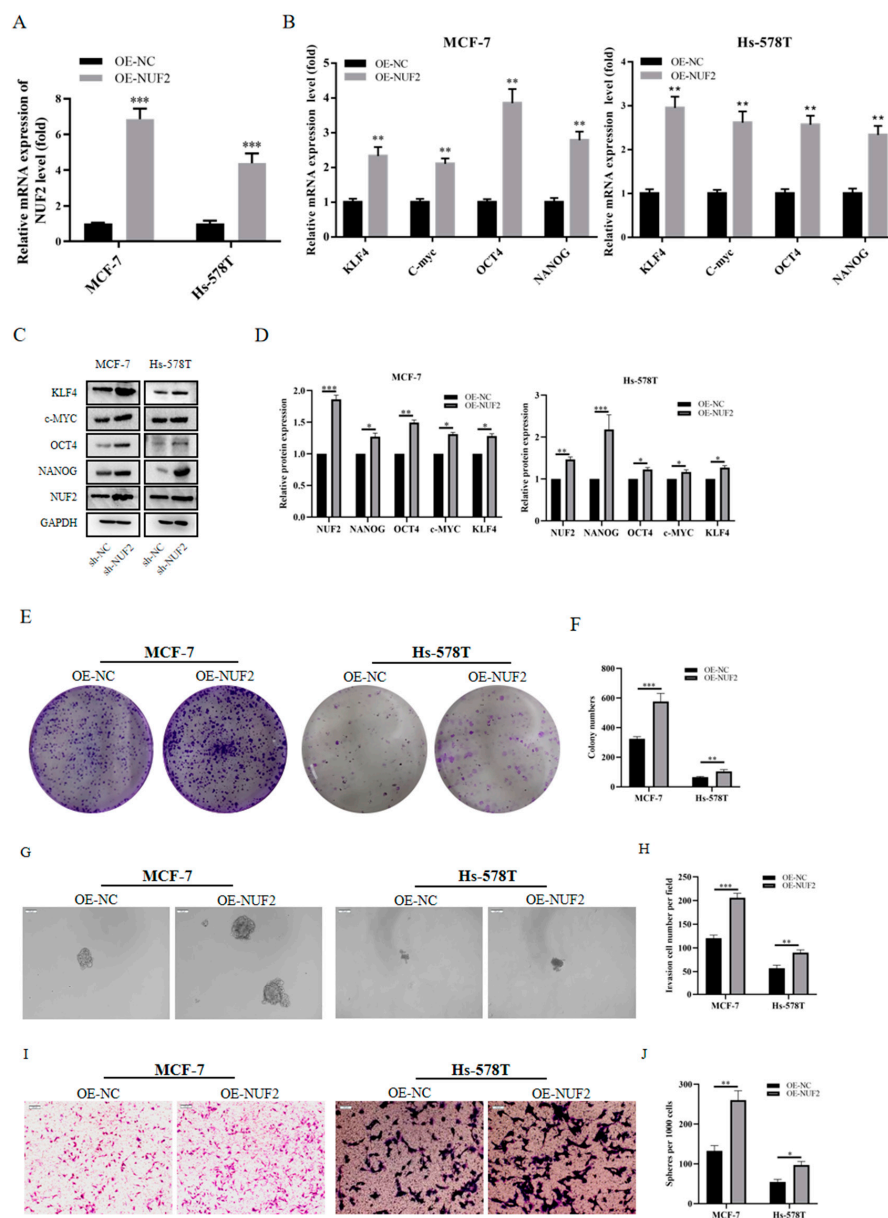 A
OE-NC
OE-NUF2
Relative mRNA expression of
NUF2 level (fold)
8
6
4
2
0
***
***
MCF-7
Hs-578T
B
MCF-7
OE-NC
OE-NUF2
Relative mRNA expression level (fold)
5
4
3
2
1
0
**
**
**
**
KLF4
C-myc
OCT4
NANOG
Hs-578T
OE-NC
OE-NUF2
Relative mRNA expression level (fold)
4
3
2
1
0
**
**
**
**
KLF4
C-myc
OCT4
NANOG
C
MCF-7 Hs-578T
KLF4
c-MYC
OCT4
NANOG
NUF2
GAPDH
sh-NC
sh-NUF2
sh-NC
sh-NUF2
D
MCF-7
OE-NC
OE-NUF2
Relative protein expression
2.0
1.5
1.0
0.5
0.0
***
*
**
*
*
NUF2 NANOG OCT4 c-MYC KLF4
Hs-578T
OE-NC
OE-NUF2
Relative protein expression
3
2
1
0
**
***
*
*
*
NUF2 NANOG OCT4 c-MYC KLF4
E
MCF-7
OE-NC OE-NUF2
Hs-578T
OE-NC OE-NUF2
F
OE-NC
OE-NUF2
Colony numbers
800
600
400
200
0
***
**
MCF-7 Hs-578T
G
MCF-7
OE-NC OE-NUF2
Hs-578T
OE-NC OE-NUF2
H
OE-NC
OE-NUF2
Invasion cell number per field
250
200
150
100
50
0
***
**
MCF-7 Hs-578T
I
MCF-7
OE-NC OE-NUF2
Hs-578T
OE-NC OE-NUF2
J
OE-NC
OE-NUF2
Spheres per 1000 cells
300
200
100
0
**
*
MCF-7 Hs-578T